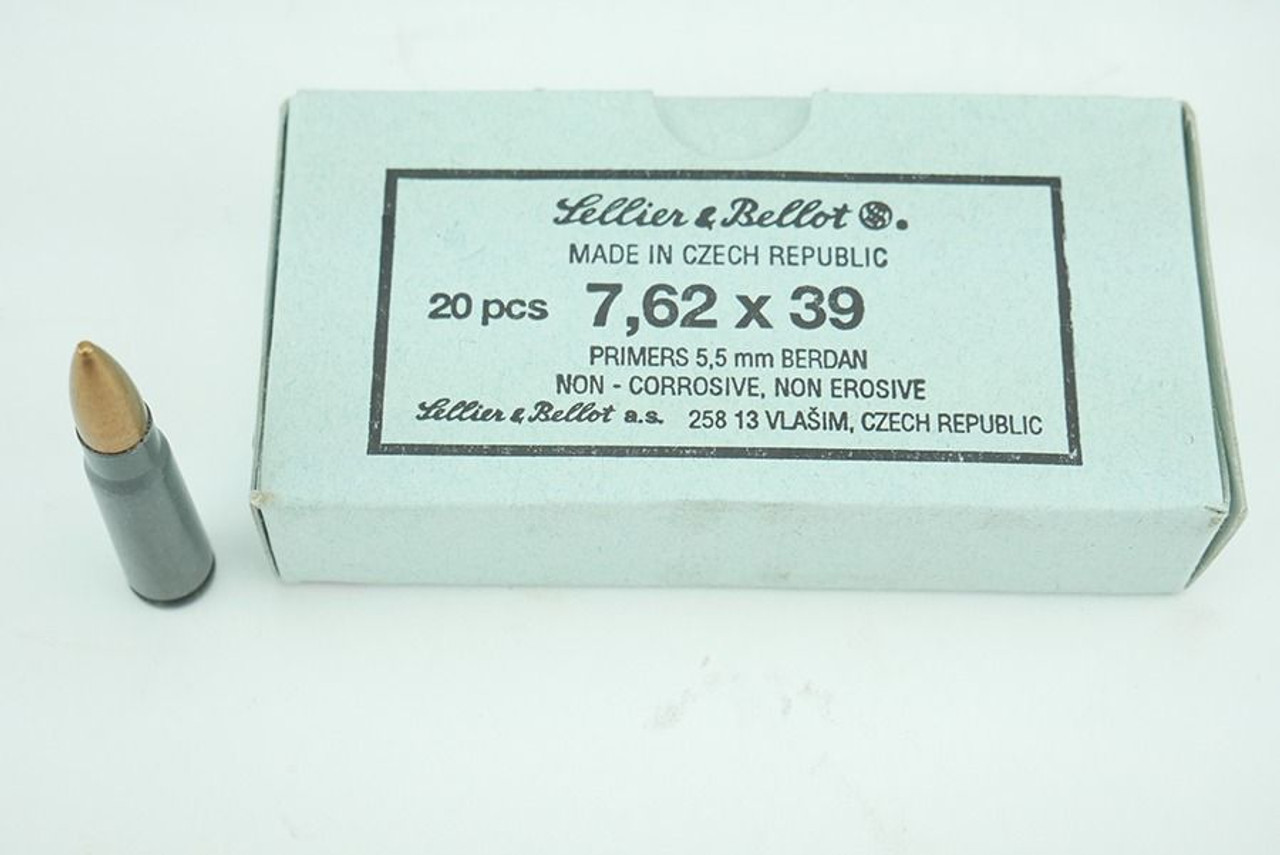 Sellier & Bellot S&B.
MADE IN CZECH REPUBLIC
20 pcs 7,62 x 39
PRIMERS 5,5 mm BERDAN
NON - CORROSIVE, NON EROSIVE
Sellier & Bellot a.s. 258 13 VLAŠIM, CZECH REPUBLIC